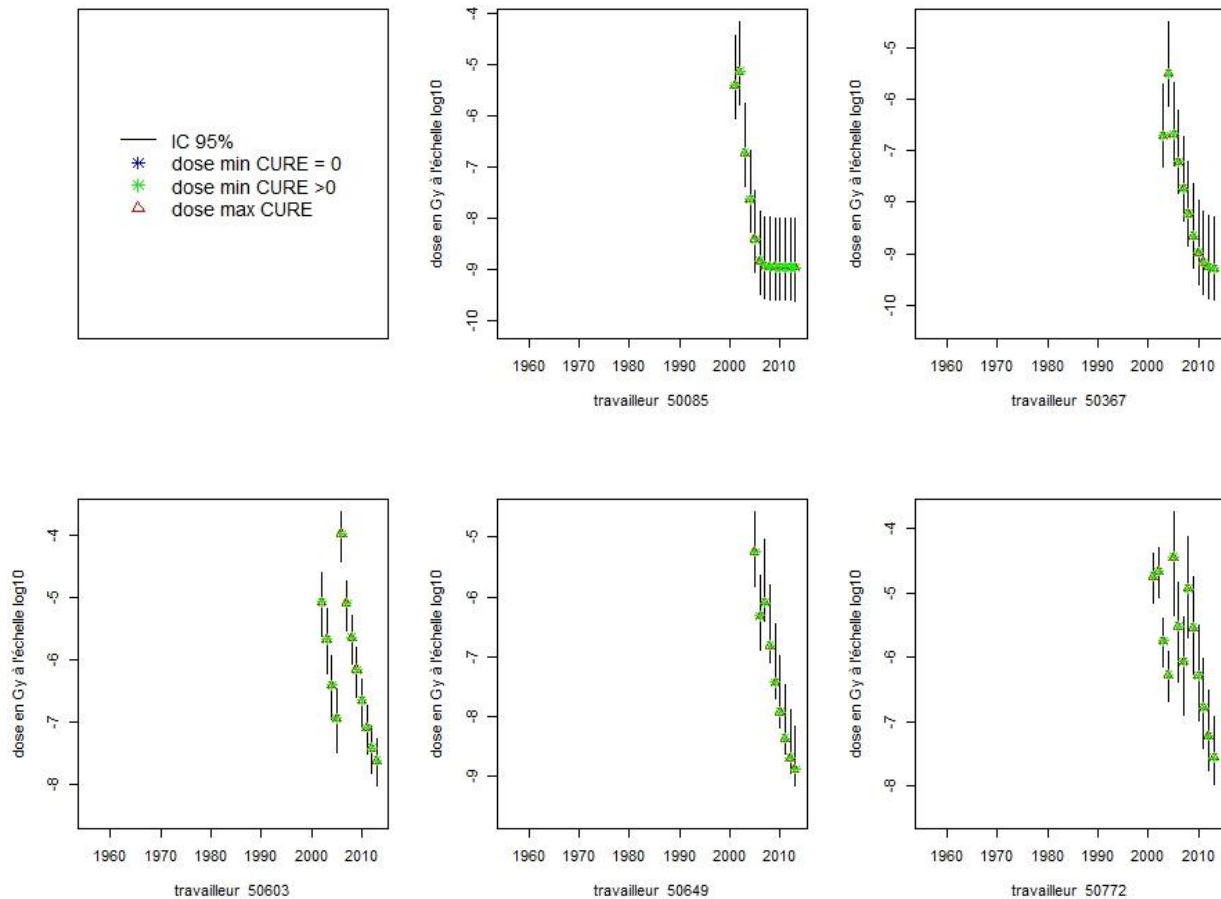 IC 95%
dose min CURE = 0
dose min CURE >0
dose max CURE
dose en Gy à l'échelle log10
-4
-5
-6
-7
-8
-9
-10
1960 1970 1980 1990 2000 2010
travailleur 50085
dose en Gy à l'échelle log10
-5
-6
-7
-8
-9
-10
1960 1970 1980 1990 2000 2010
travailleur 50367
dose en Gy à l'échelle log10
-4
-5
-6
-7
-8
1960 1970 1980 1990 2000 2010
travailleur 50603
dose en Gy à l'échelle log10
-5
-6
-7
-8
-9
1960 1970 1980 1990 2000 2010
travailleur 50649
dose en Gy à l'échelle log10
-4
-5
-6
-7
-8
1960 1970 1980 1990 2000 2010
travailleur 50772